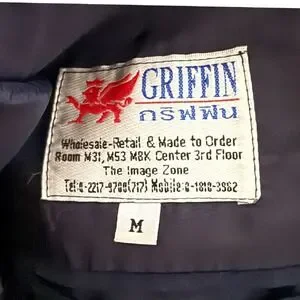 GRIFFIN
กริฟฟิน
Wholesale-Retail & Made to Order
Room M31, M53 MBK Center 3rd Floor
The Image Zone
M